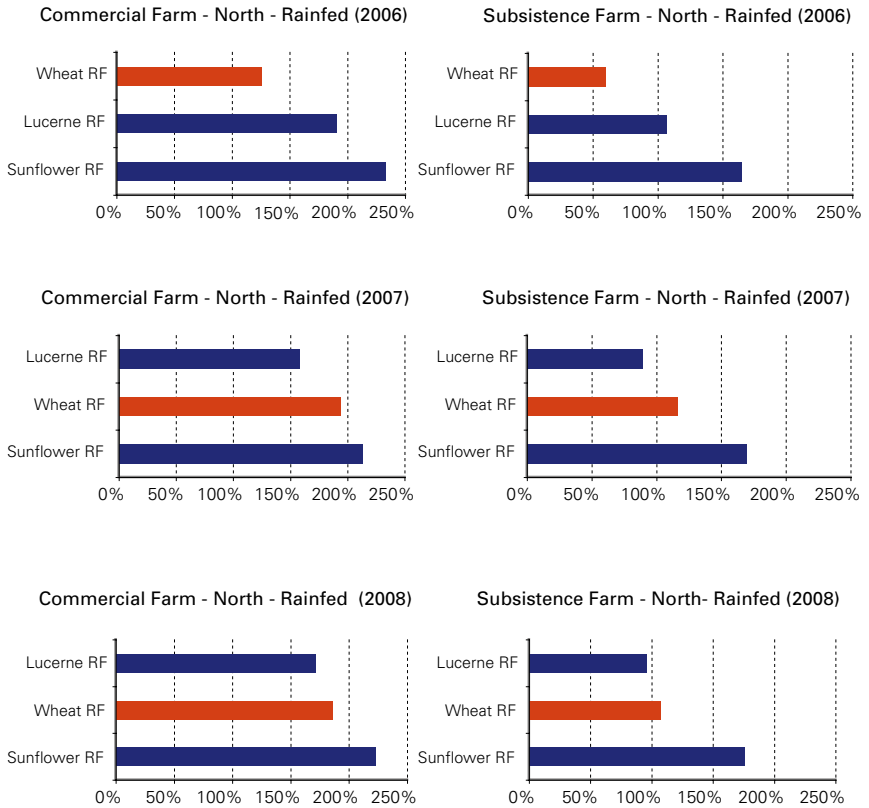 Commercial Farm - North - Rainfed (2006)
Wheat RF
Lucerne RF
Sunflower RF
0% 50% 100% 150% 200% 250%
Subsistence Farm - North - Rainfed (2006)
Wheat RF
Lucerne RF
Sunflower RF
0% 50% 100% 150% 200% 250%
Commercial Farm - North - Rainfed (2007)
Lucerne RF
Wheat RF
Sunflower RF
0% 50% 100% 150% 200% 250%
Subsistence Farm - North - Rainfed (2007)
Lucerne RF
Wheat RF
Sunflower RF
0% 50% 100% 150% 200% 250%
Commercial Farm - North - Rainfed (2008)
Lucerne RF
Wheat RF
Sunflower RF
0% 50% 100% 150% 200% 250%
Subsistence Farm - North- Rainfed (2008)
Lucerne RF
Wheat RF
Sunflower RF
0% 50% 100% 150% 200% 250%